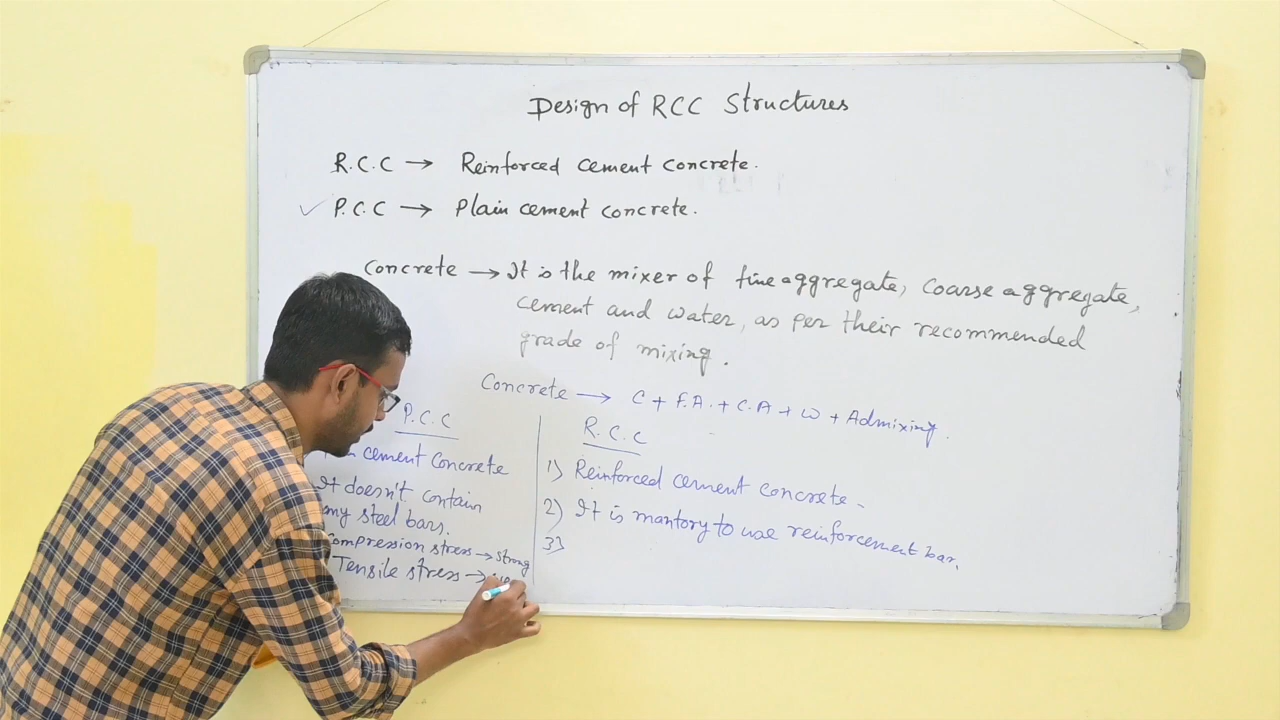 Design of RCC Structures
R.C.C → Reinforced cement concrete.
✓ P.C.C → Plain cement concrete.
Concrete → It is the mixer of fine aggregate, Coarse aggregate,
cement and water, as per their recommended
grade of mixing.
Concrete → C + F.A. + C.A + W + Admixing.
P.C.C
cement Concrete
It doesn't contain
any steel bars.
Compression stress → strong
Tensile stress →
R.C.C
1) Reinforced cement concrete.
2) It is mantory to use reinforcement bar.
3)